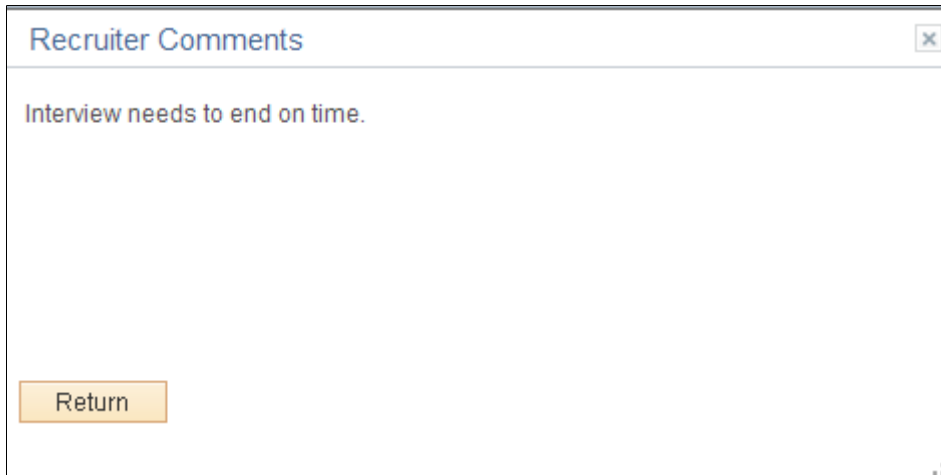 Recruiter Comments
Interview needs to end on time.
Return